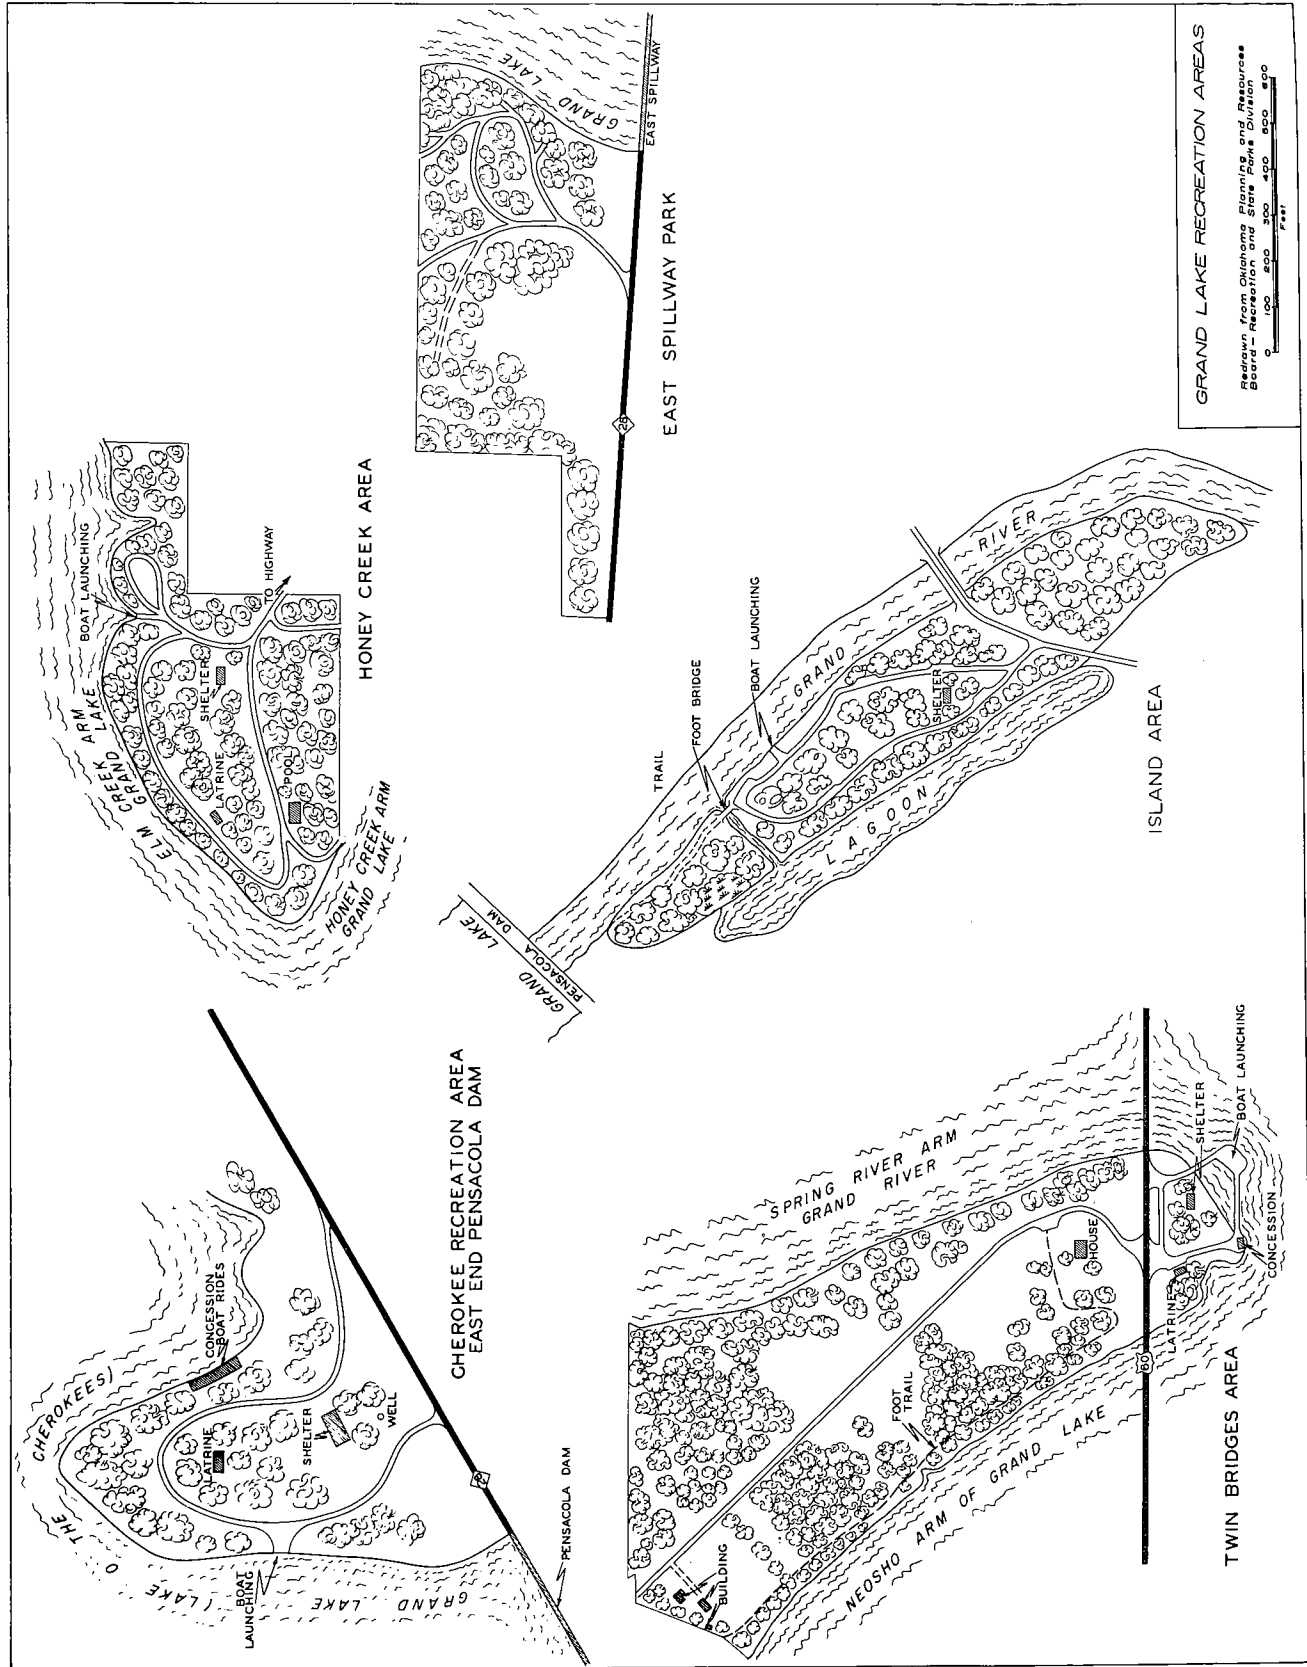 CHEROKEES)
O' THE
(LAKE
GRAND LAKE
BOAT
LAUNCHING
LATRINE
CONCESSION
BOAT RIDES
SHELTER
WELL
28
PENSACOLA DAM
CHEROKEE RECREATION AREA
EAST END PENSACOLA DAM
ELM CREEK ARM
GRAND LAKE
BOAT LAUNCHING
SHELTER
LATRINE
POOL
TO HIGHWAY
HONEY CREEK ARM
GRAND LAKE
HONEY CREEK AREA
GRAND LAKE
EAST SPILLWAY
28
EAST SPILLWAY PARK
SPRING RIVER ARM
GRAND RIVER
NEOSHO ARM OF GRAND LAKE
BUILDING
FOOT
TRAIL
HOUSE
60
LATRINE
SHELTER
BOAT LAUNCHING
CONCESSION
TWIN BRIDGES AREA
GRAND LAKE
PENSACOLA
DAM
TRAIL
FOOT BRIDGE
BOAT LAUNCHING
GRAND RIVER
SHELTER
LAGOON
ISLAND AREA
GRAND LAKE RECREATION AREAS
Redrawn from Oklahoma Planning and Resources
Board – Recreation and State Parks Division
0 100 200 300 400 500 600
Feet